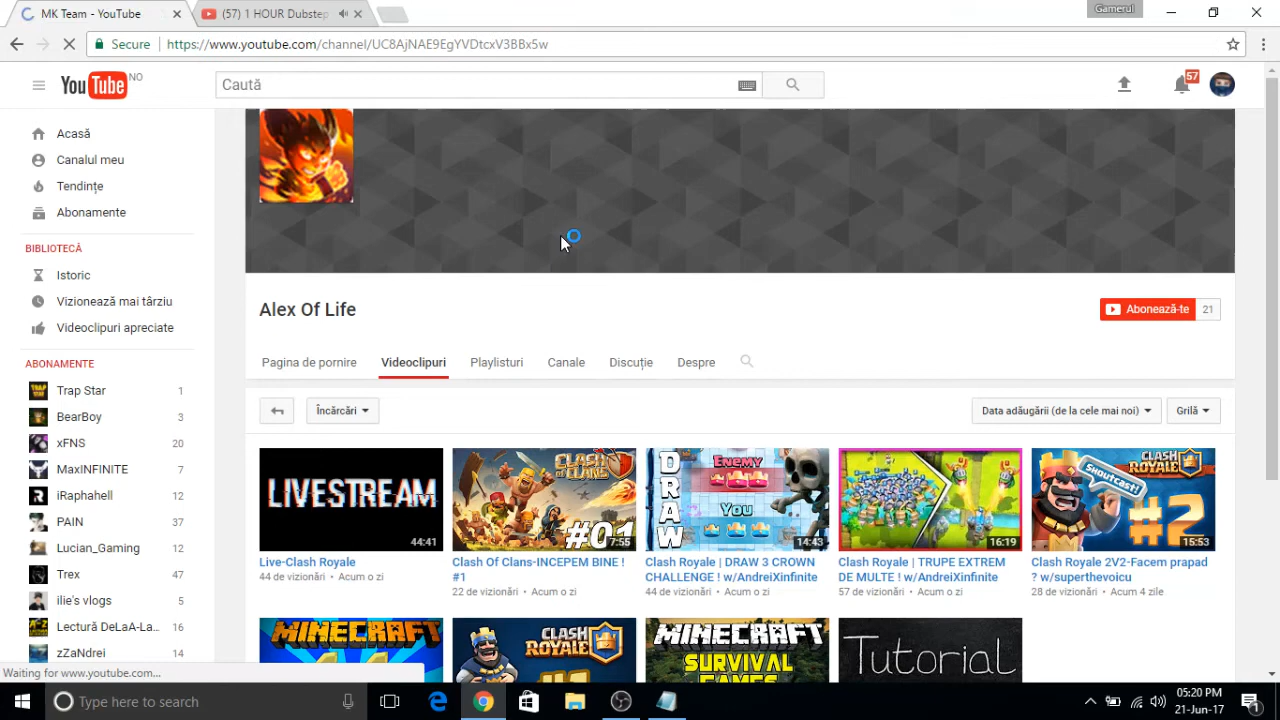 MK Team - YouTube
(57) 1 HOUR Dubstep
Gamerul
Secure
https://www.youtube.com/channel/UC8AjNAE9EgYVDtcxV3BBx5w
YouTube NO
Caută
57
Acasă
Canalul meu
Tendințe
Abonamente
BIBLIOTECĂ
Istoric
Vizionează mai târziu
Videoclipuri apreciate
ABONAMENTE
Trap Star 1
BearBoy 3
xFNS 20
MaxINFINITE 7
iRaphahell 12
PAIN 37
Lucian_Gaming 12
Trex 47
ilie's vlogs 5
Lectură DeLaA-La... 16
zZaNdrei 14
Alex Of Life
Abonează-te 21
Pagina de pornire
Videoclipuri
Playlisturi
Canale
Discuție
Despre
Încărcări
Data adăugării (de la cele mai noi)
Grilă
LIVESTREAM
44:41
Live-Clash Royale
44 de vizionări • Acum o zi
CLASH OF CLANS
#01
7:55
Clash Of Clans-INCEPEM BINE !
#1
22 de vizionări • Acum o zi
DRAW
ENEMY
You
14:43
Clash Royale | DRAW 3 CROWN
CHALLENGE ! w/AndreiXinfinite
44 de vizionări • Acum o zi
16:19
Clash Royale | TRUPE EXTREM
DE MULTE ! w/AndreiXinfinite
57 de vizionări • Acum o zi
CLASH ROYALE
Shoutcast!
#2
15:53
Clash Royale 2V2-Facem prapad
? w/superthevoicu
28 de vizionări • Acum 4 zile
MINECRAFT
CLASH ROYALE
MINECRAFT
SURVIVAL
GAMES
Tutorial
Waiting for www.youtube.com...
Type here to search
05:20 PM
21-Jun-17
1